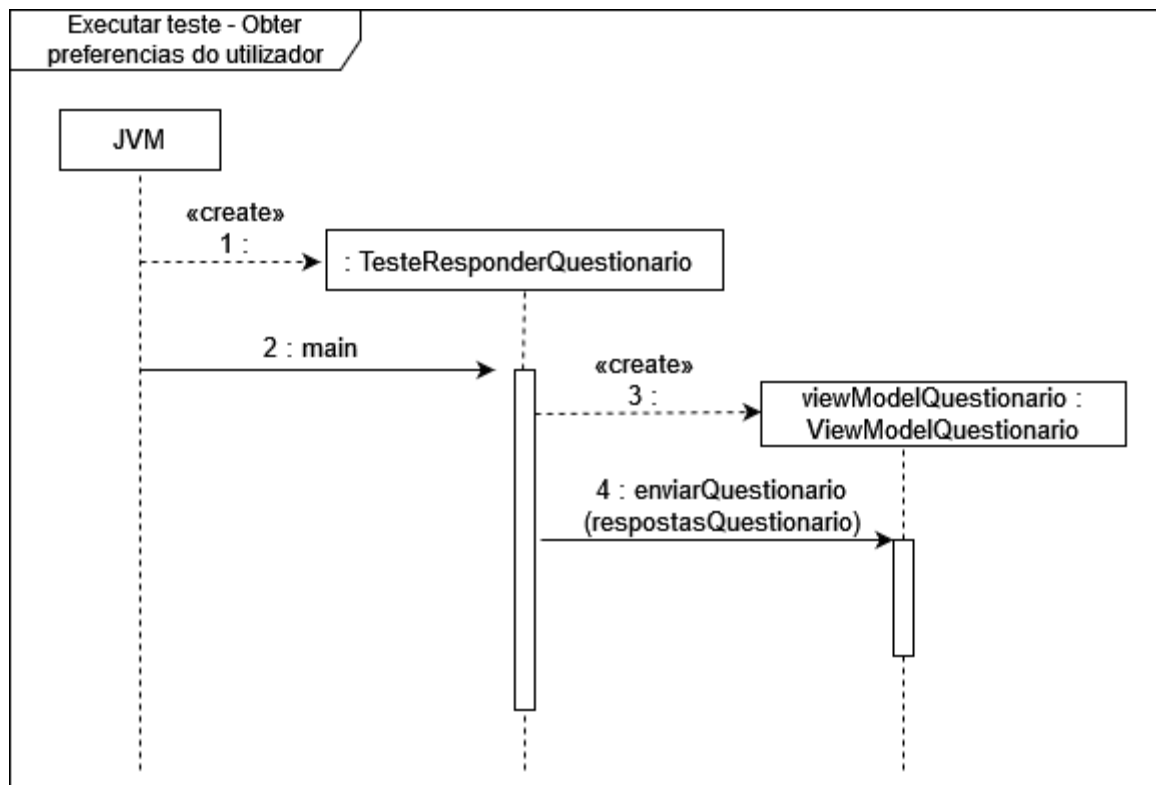 Executar teste - Obter
preferencias do utilizador
JVM
«create»
1 :
: TesteResponderQuestionario
2 : main
«create»
3 :
viewModelQuestionario :
ViewModelQuestionario
4 : enviarQuestionario
(respostasQuestionario)